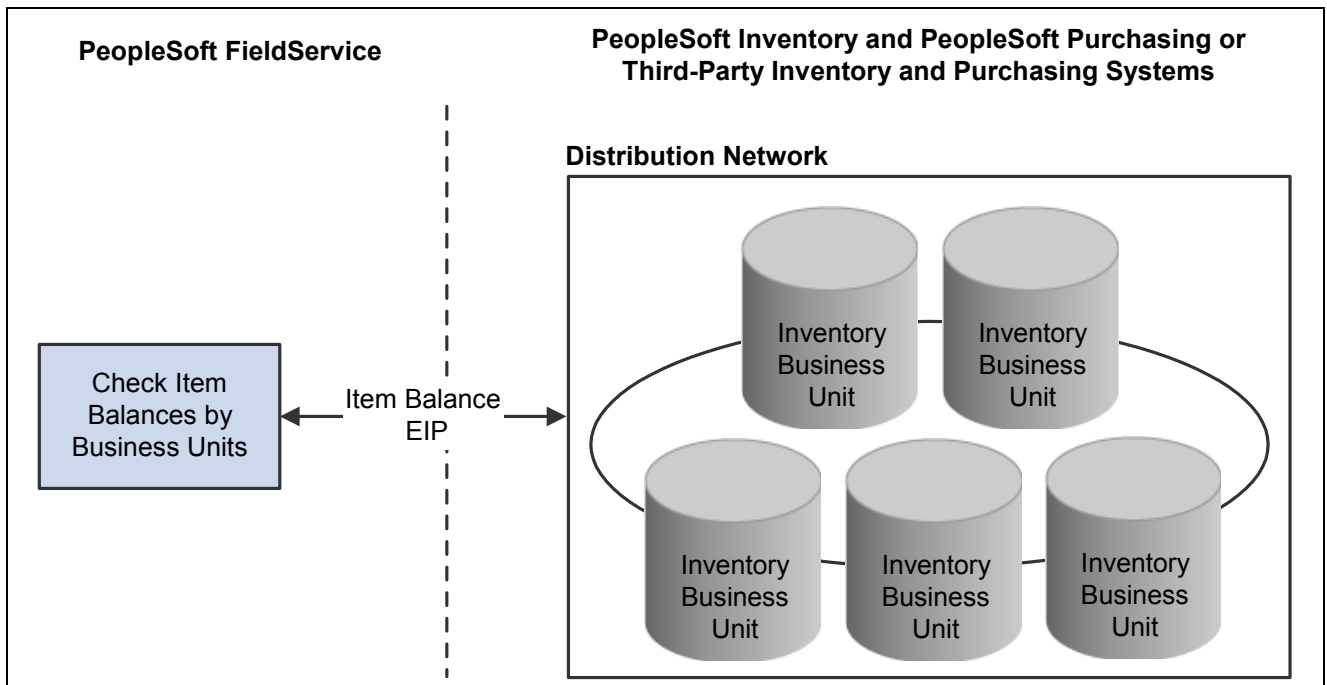 PeopleSoft FieldService
PeopleSoft Inventory and PeopleSoft Purchasing or
Third-Party Inventory and Purchasing Systems
Distribution Network
Check Item
Balances by
Business Units
Item Balance
EIP
Inventory
Business
Unit
Inventory
Business
Unit
Inventory
Business
Unit
Inventory
Business
Unit
Inventory
Business
Unit